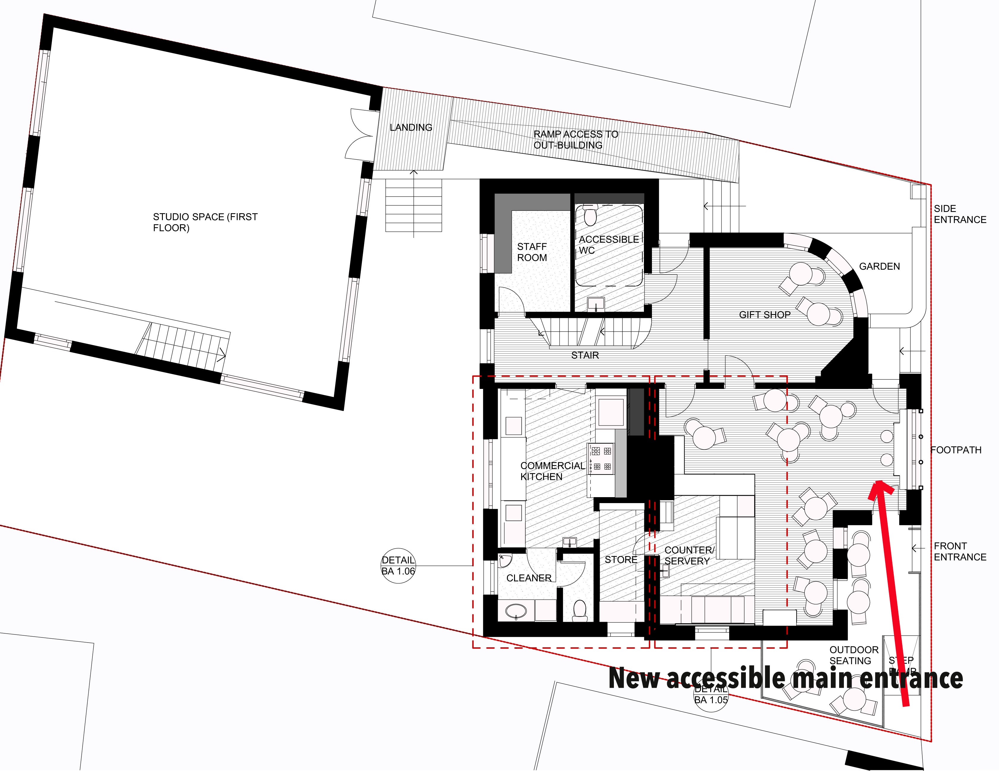 LANDING
RAMP ACCESS TO
OUT-BUILDING
SIDE
ENTRANCE
STUDIO SPACE (FIRST
FLOOR)
STAFF
ROOM
ACCESSIBLE
WC
GARDEN
GIFT SHOP
STAIR
FOOTPATH
COMMERCIAL
KITCHEN
FRONT
ENTRANCE
DETAIL
BA 1.06
COUNTER/
SERVERY
STORE
CLEANER
OUTDOOR
SEATING
STEP
RAMP
New accessible main entrance
DETAIL
BA 1.05